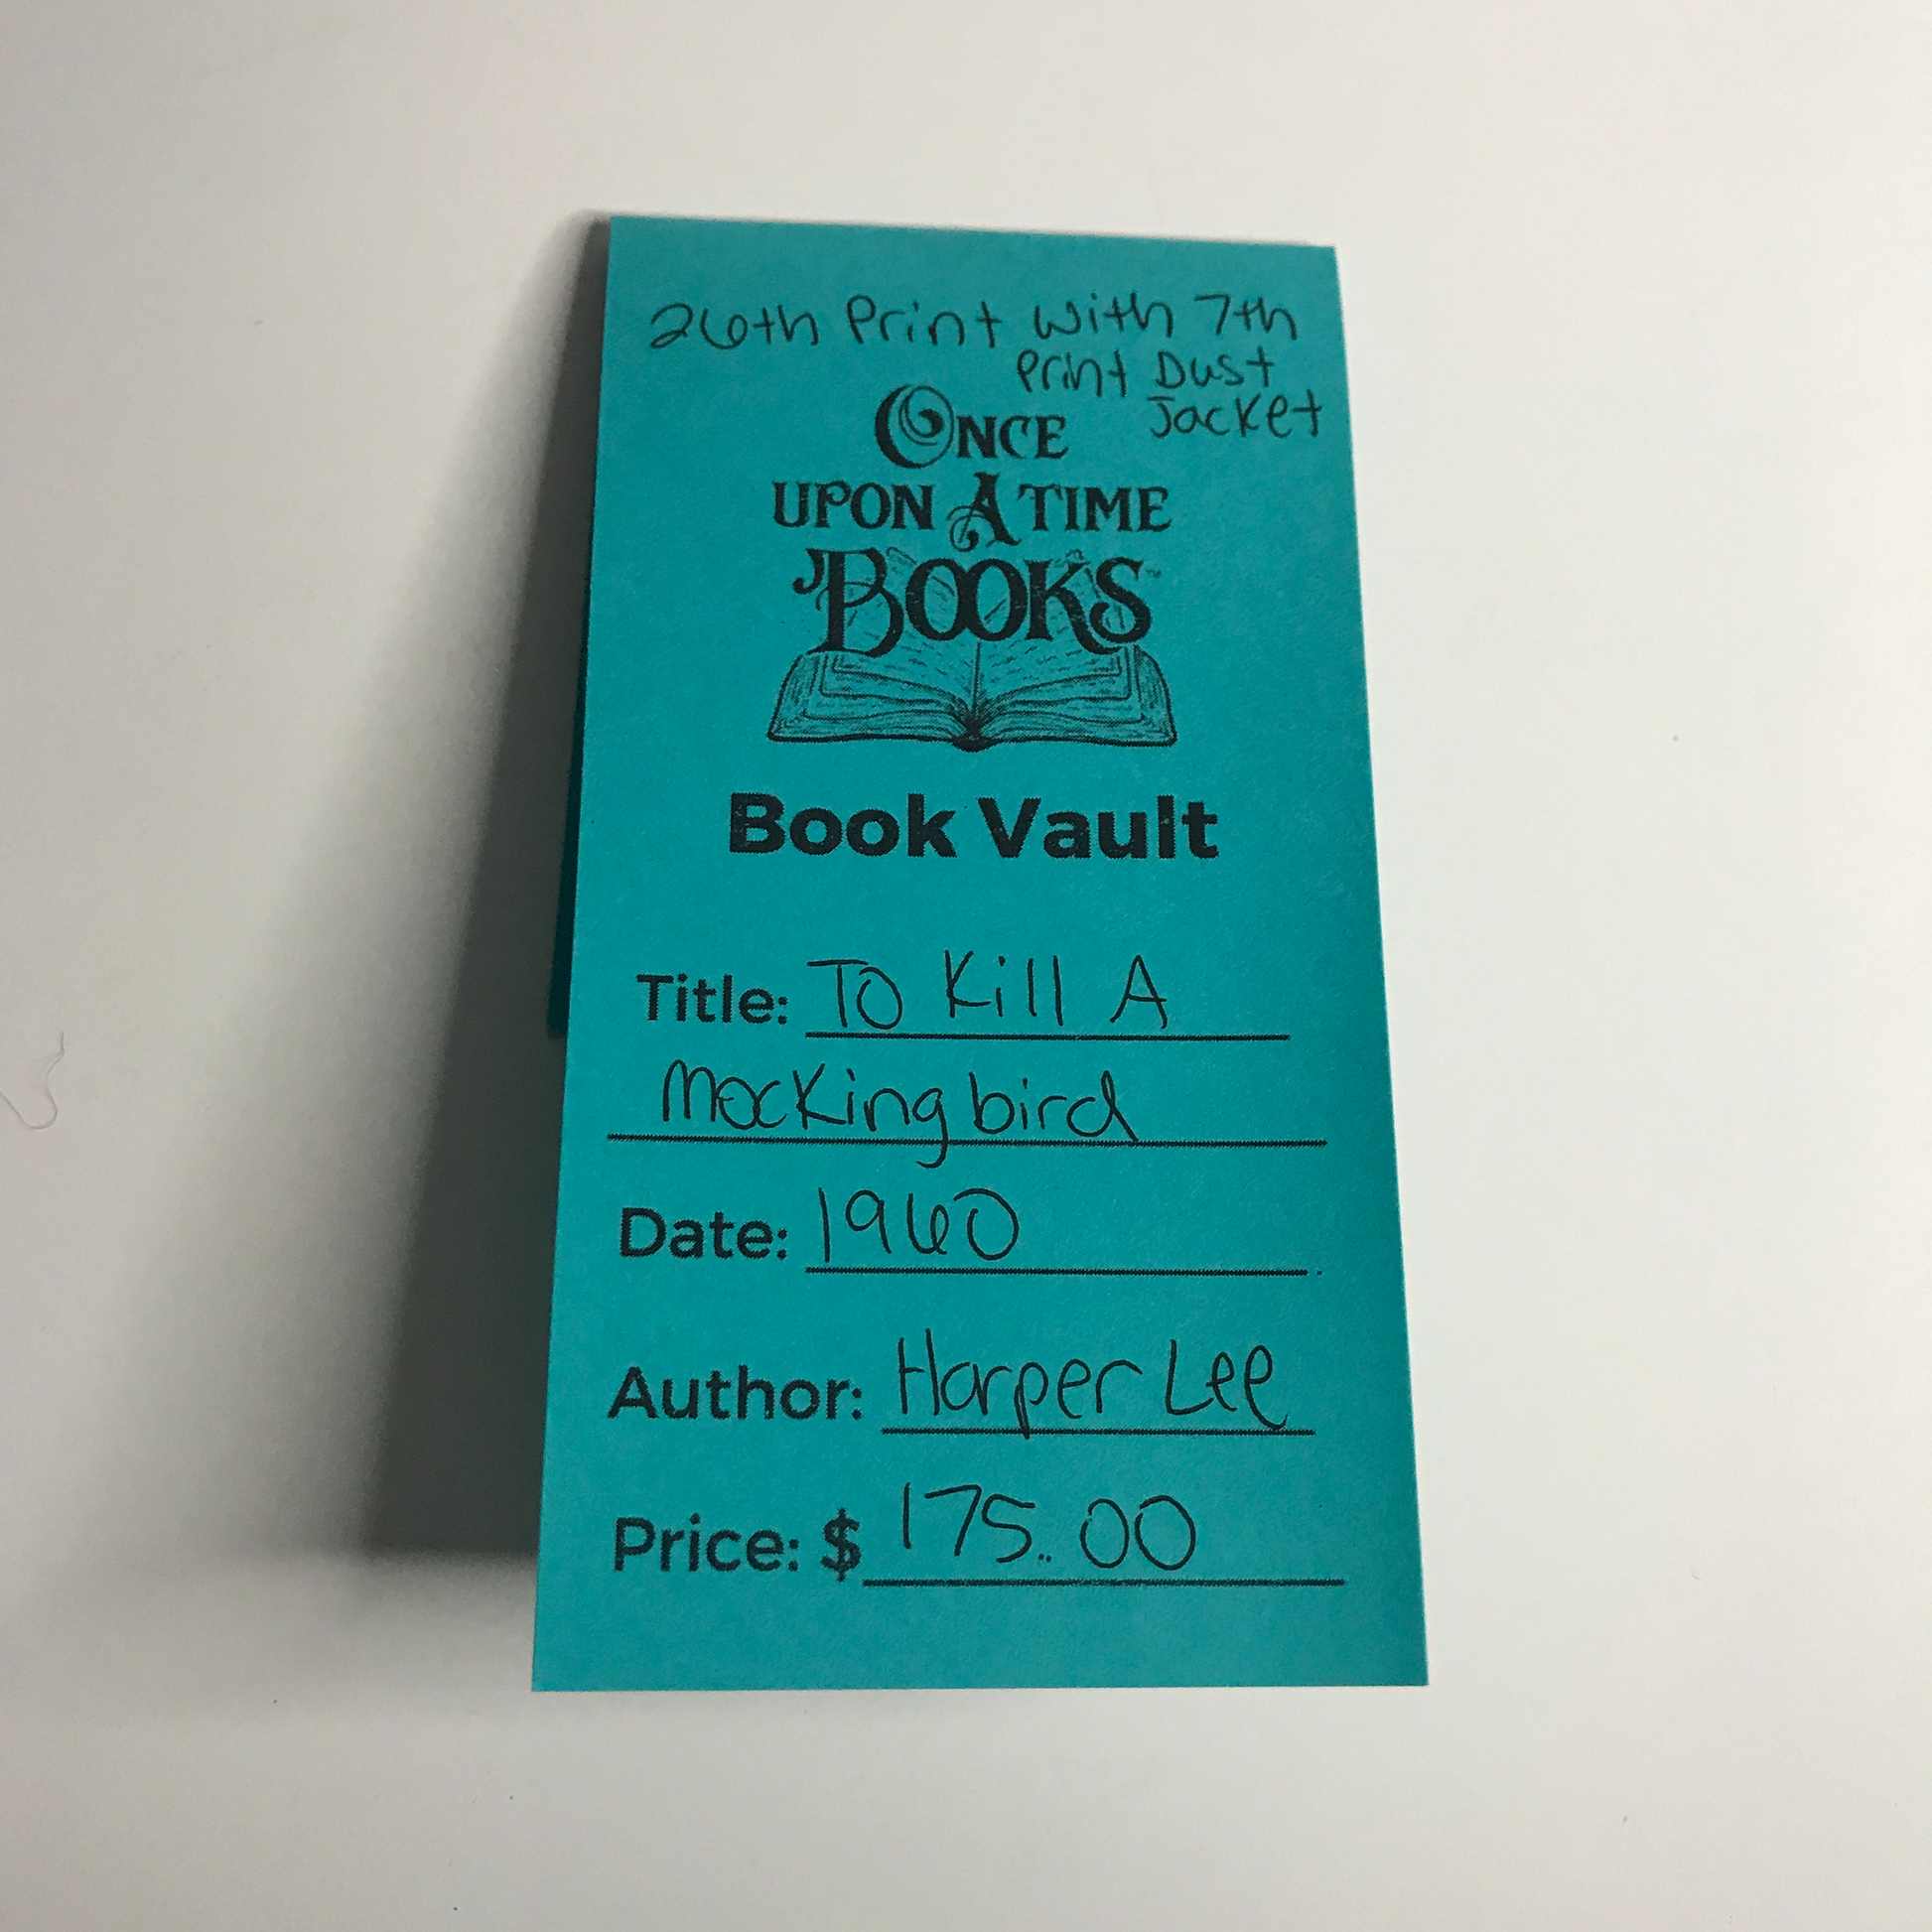 26th Print with 7th
Print Dust
Jacket
ONCE
UPON A TIME
BOOKS
Book Vault
Title: To Kill A
Mockingbird
Date: 1960
Author: Harper Lee
Price: $ 175..00